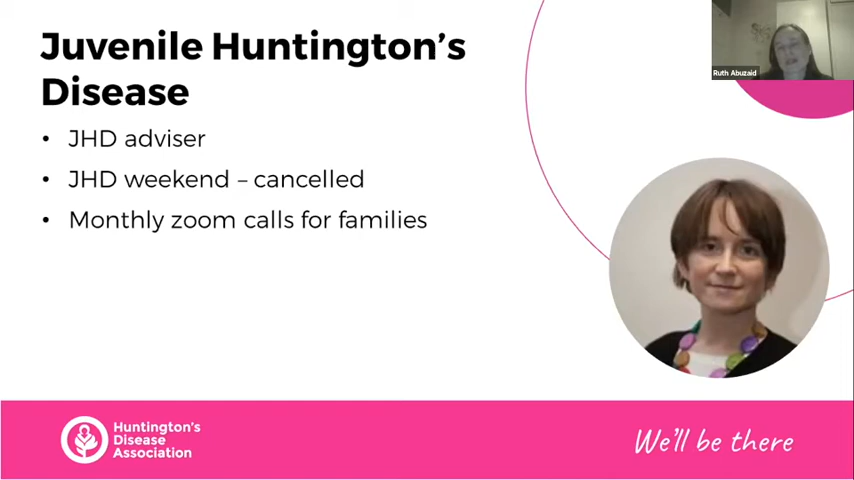 Juvenile Huntington's
Disease
• JHD adviser
• JHD weekend – cancelled
• Monthly zoom calls for families
Ruth Abuzaid
Huntington's
Disease
Association
We'll be there